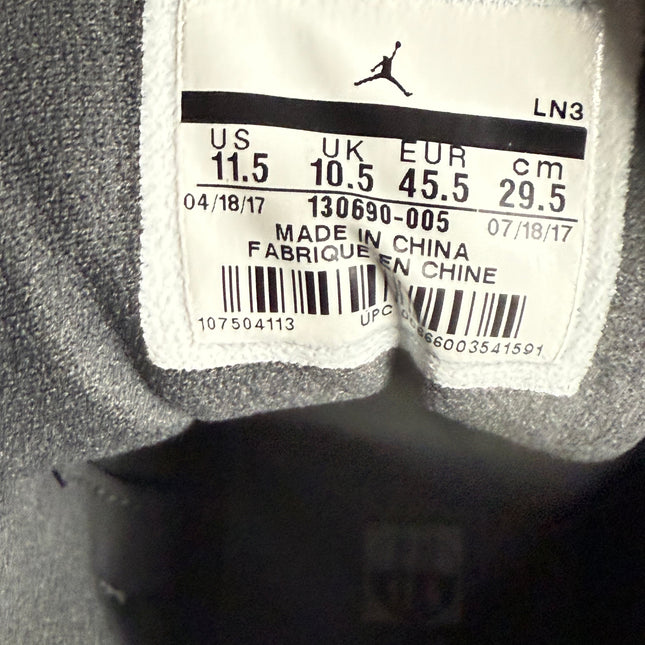 LN3
US UK EUR cm
11.5 10.5 45.5 29.5
04/18/17 130690-005 07/18/17
MADE IN CHINA
FABRIQUE EN CHINE
107504113 UPC